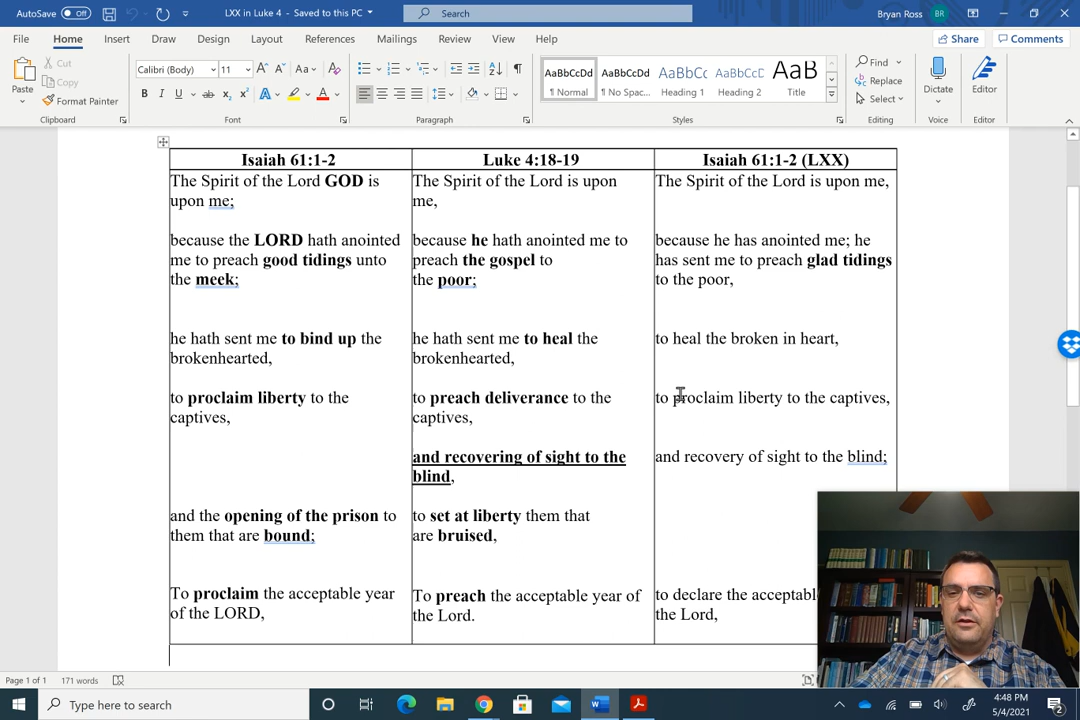 AutoSave Off LXX in Luke 4 - Saved to this PC Search Bryan Ross BR
File Home Insert Draw Design Layout References Mailings Review View Help Share Comments
Paste
Cut
Copy
Format Painter
Calibri (Body) 11
AaBbCcDd AaBbCcDd AaBbCc AaBbCcD AaB
¶ Normal ¶ No Spac... Heading 1 Heading 2 Title
Find
Replace
Select
Dictate
Editor
Clipboard Font Paragraph Styles Editing Voice Editor
Isaiah 61:1-2
The Spirit of the Lord GOD is
upon me;
because the LORD hath anointed
me to preach good tidings unto
the meek;
he hath sent me to bind up the
brokenhearted,
to proclaim liberty to the
captives,
and the opening of the prison to
them that are bound;
To proclaim the acceptable year
of the LORD,
Luke 4:18-19
The Spirit of the Lord is upon
me,
because he hath anointed me to
preach the gospel to
the poor;
he hath sent me to heal the
brokenhearted,
to preach deliverance to the
captives,
and recovering of sight to the
blind,
to set at liberty them that
are bruised,
To preach the acceptable year of
the Lord.
Isaiah 61:1-2 (LXX)
The Spirit of the Lord is upon me,
because he has anointed me; he
has sent me to preach glad tidings
to the poor,
to heal the broken in heart,
to proclaim liberty to the captives,
and recovery of sight to the blind;
to declare the acceptabl
the Lord,
Page 1 of 1 171 words
Type here to search
4:48 PM
5/4/2021
2